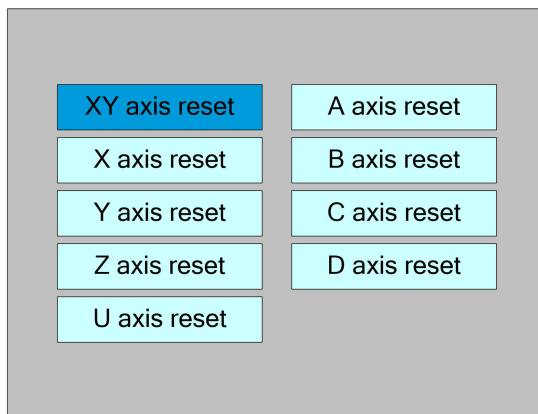 XY axis reset
X axis reset
Y axis reset
Z axis reset
U axis reset
A axis reset
B axis reset
C axis reset
D axis reset